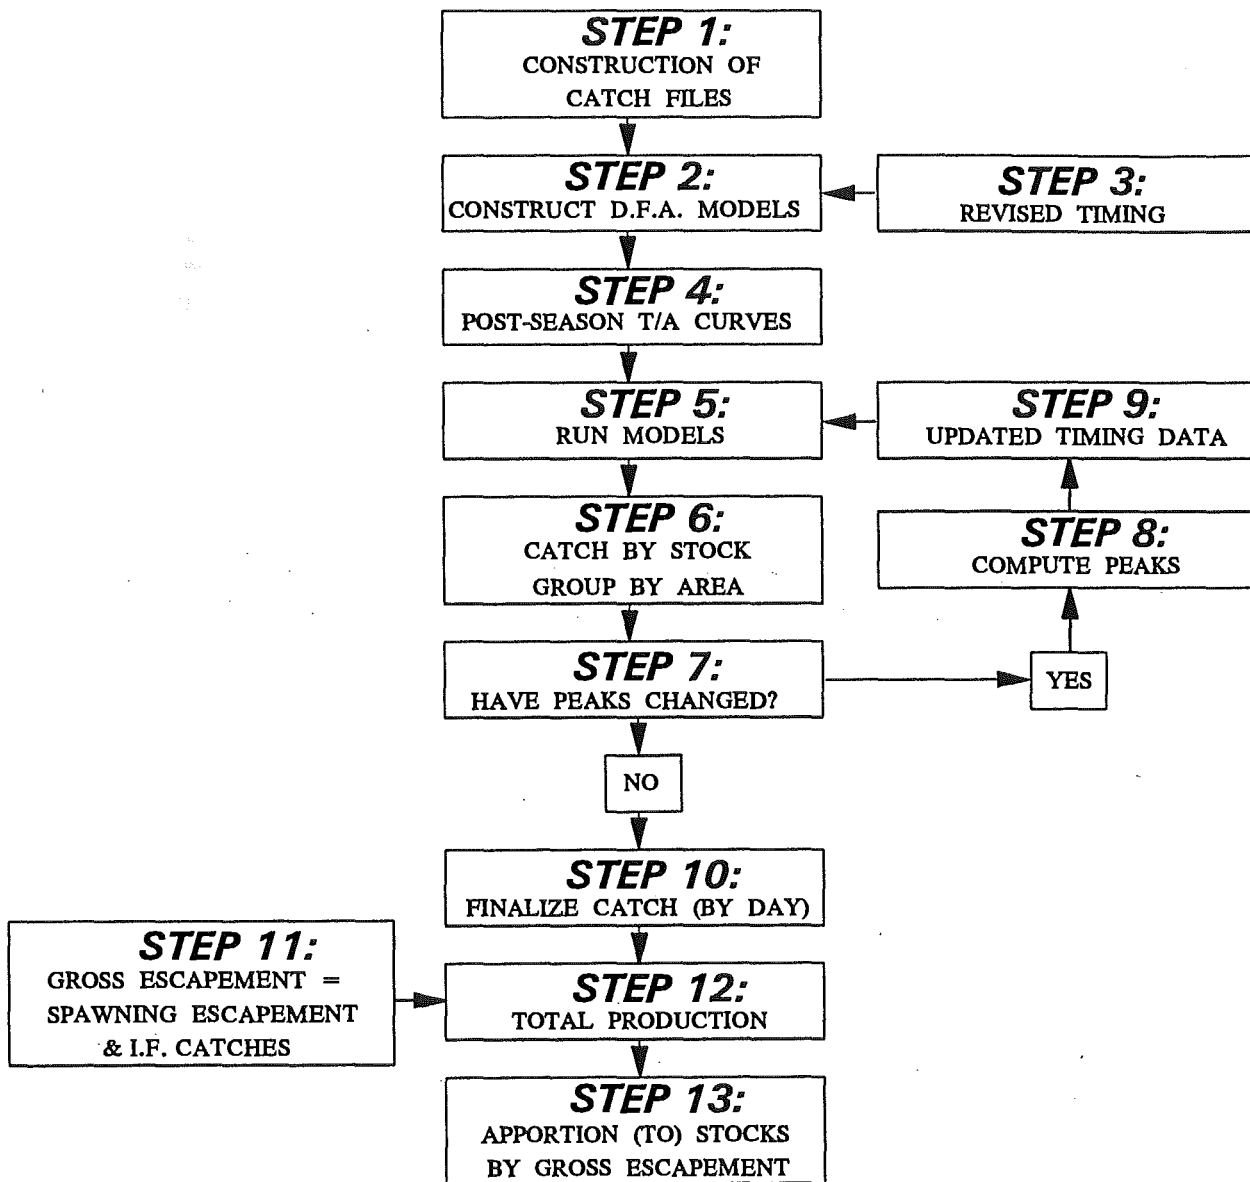 STEP 1:
CONSTRUCTION OF
CATCH FILES
STEP 2:
CONSTRUCT D.F.A. MODELS
STEP 3:
REVISED TIMING
STEP 4:
POST-SEASON T/A CURVES
STEP 5:
RUN MODELS
STEP 9:
UPDATED TIMING DATA
STEP 6:
CATCH BY STOCK
GROUP BY AREA
STEP 8:
COMPUTE PEAKS
STEP 7:
HAVE PEAKS CHANGED?
YES
NO
STEP 10:
FINALIZE CATCH (BY DAY)
STEP 11:
GROSS ESCAPEMENT =
SPAWNING ESCAPEMENT
& I.F. CATCHES
STEP 12:
TOTAL PRODUCTION
STEP 13:
APPORTION (TO) STOCKS
BY GROSS ESCAPEMENT